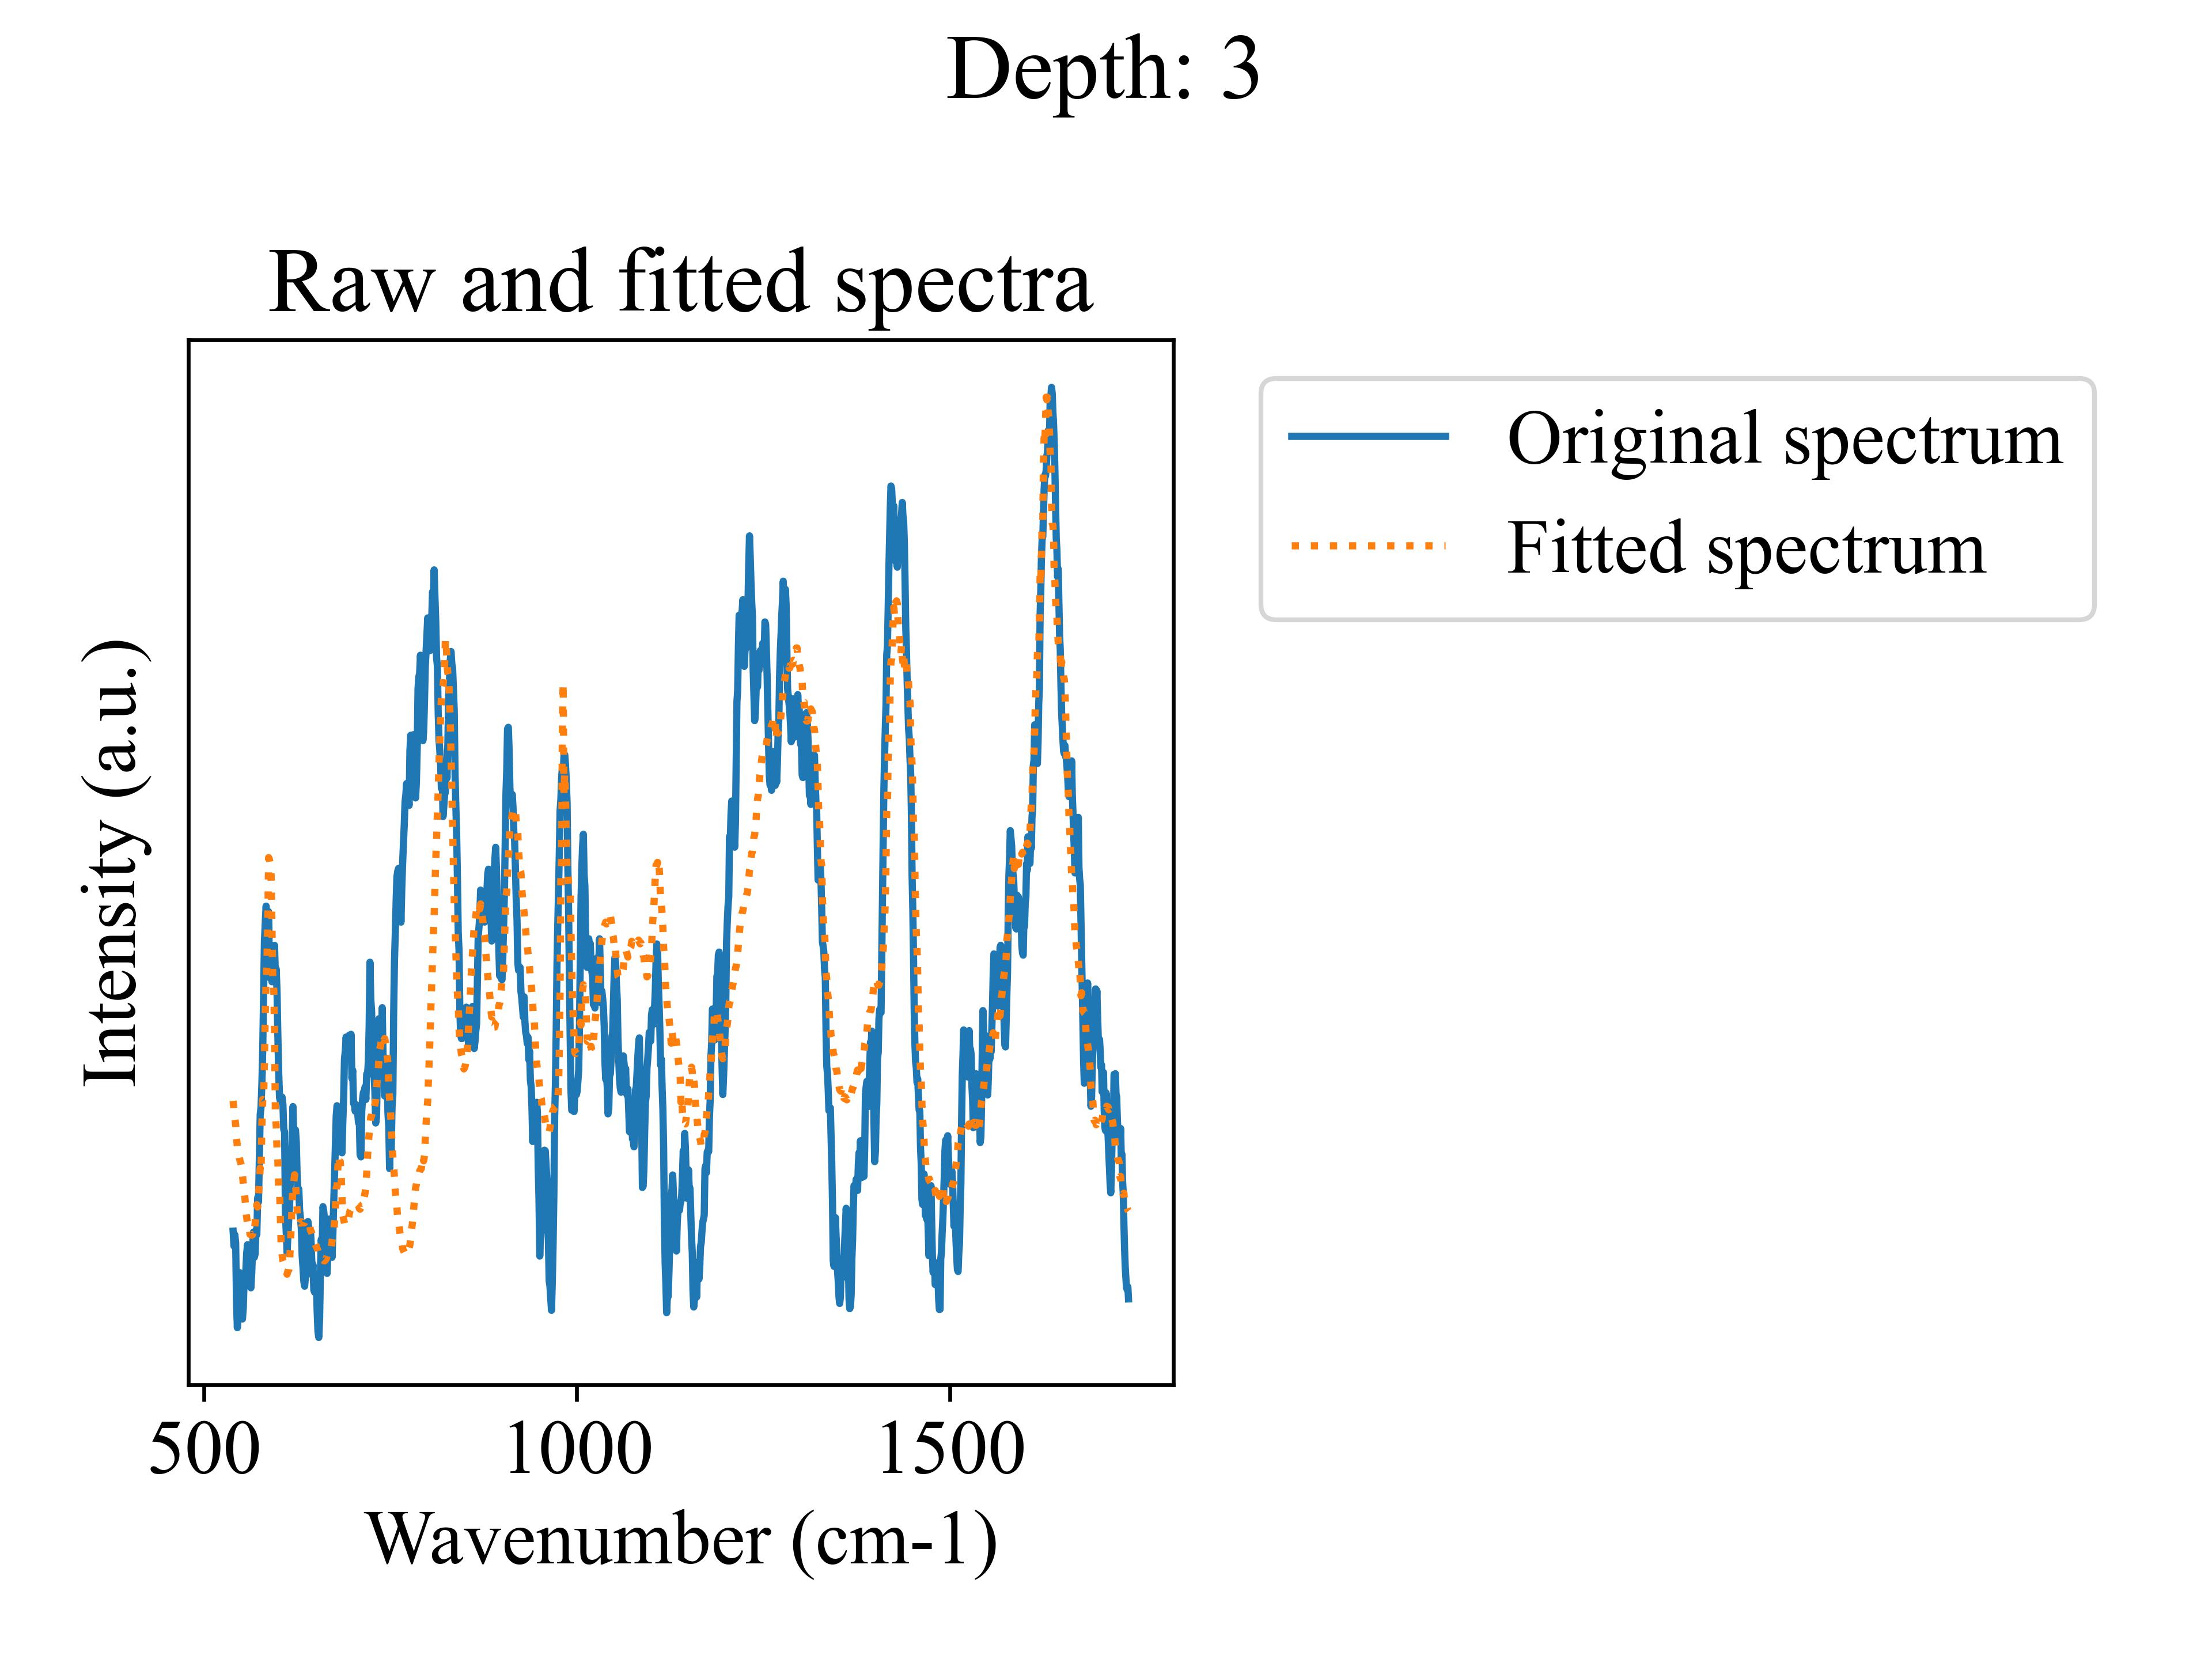 Depth: 3
Raw and fitted spectra
Original spectrum
Fitted spectrum
Intensity (a.u.)
500 1000 1500
Wavenumber (cm-1)